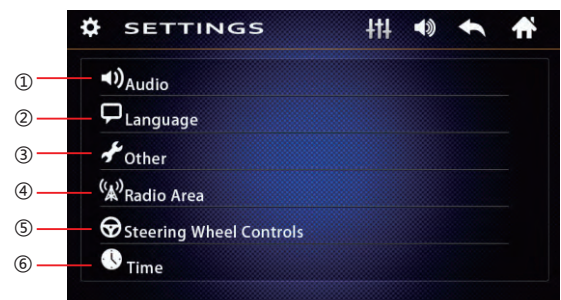 SETTINGS
① Audio
② Language
③ Other
④ Radio Area
⑤ Steering Wheel Controls
⑥ Time